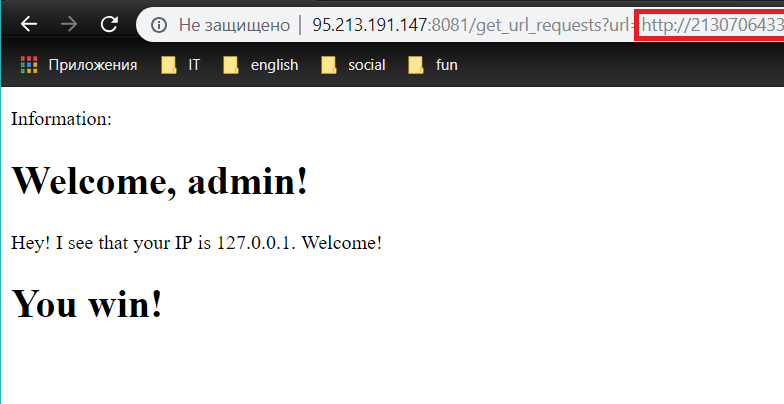 Не защищено | 95.213.191.147:8081/get_url_requests?url=http://2130706433
Приложения IT english social fun
Information:
Welcome, admin!
Hey! I see that your IP is 127.0.0.1. Welcome!
You win!